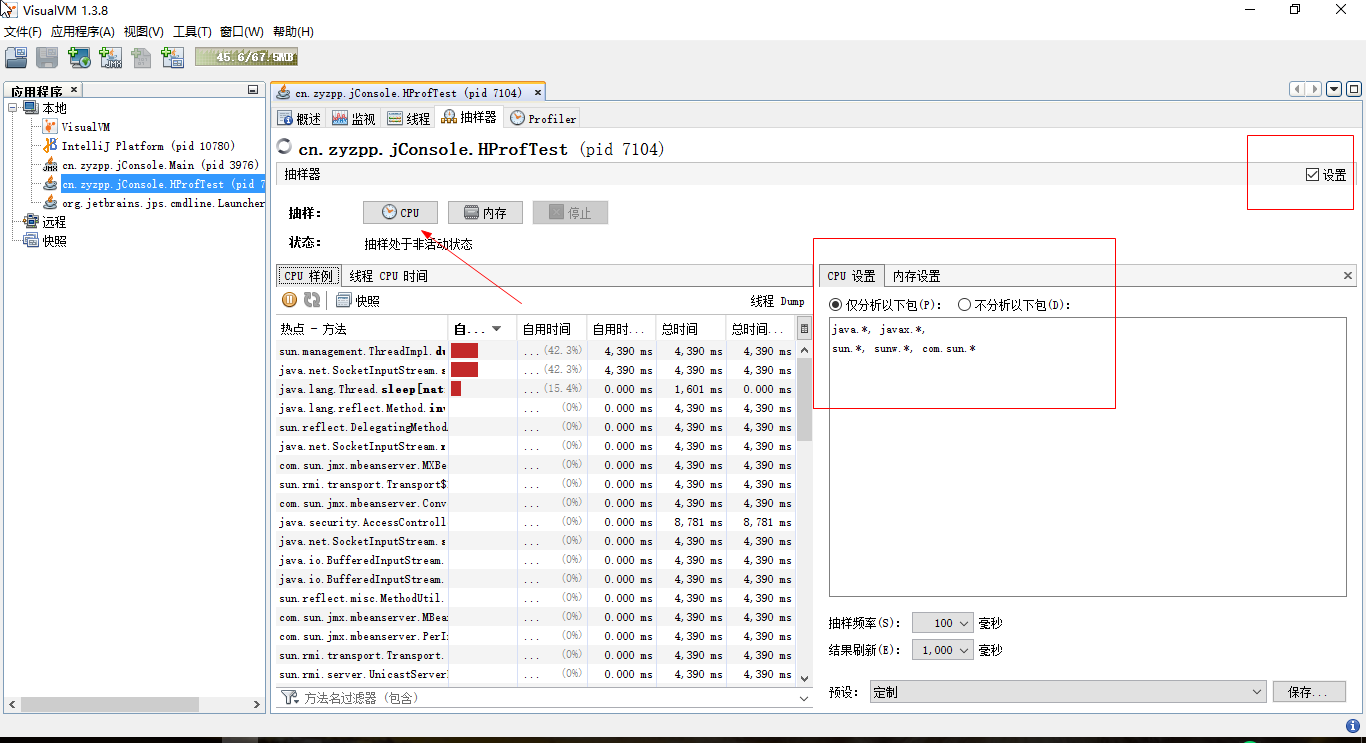 VisualVM 1.3.8
文件(F) 应用程序(A) 视图(V) 工具(T) 窗口(W) 帮助(H)
45.6/67.5MB
应用程序
本地
VisualVM
IntelliJ Platform (pid 10780)
cn.zyzpp.jConsole.Main (pid 3976)
cn.zyzpp.jConsole.HProfTest (pid 7
org.jetbrains.jps.cmdline.Launcher
远程
快照
cn.zyzpp.jConsole.HProfTest (pid 7104)
概述 监视 线程 抽样器 Profiler
cn.zyzpp.jConsole.HProfTest (pid 7104)
抽样器 设置
抽样: CPU 内存 停止
状态: 抽样处于非活动状态
CPU 样例 线程 CPU 时间
快照 线程 Dump
热点 - 方法 自... 自用时间 自用时... 总时间 总时间...
sun.management.ThreadImpl.du ... (42.3%) 4,390 ms 4,390 ms 4,390 ms
java.net.SocketInputStream.s ... (42.3%) 4,390 ms 4,390 ms 4,390 ms
java.lang.Thread.sleep[nat ... (15.4%) 0.000 ms 1,601 ms 0.000 ms
java.lang.reflect.Method.inv ... (0%) 0.000 ms 4,390 ms 4,390 ms
sun.reflect.DelegatingMethod ... (0%) 0.000 ms 4,390 ms 4,390 ms
java.net.SocketInputStream.r ... (0%) 0.000 ms 4,390 ms 4,390 ms
com.sun.jmx.mbeanserver.MXBe ... (0%) 0.000 ms 4,390 ms 4,390 ms
sun.rmi.transport.Transport$ ... (0%) 0.000 ms 4,390 ms 4,390 ms
com.sun.jmx.mbeanserver.Conv ... (0%) 0.000 ms 4,390 ms 4,390 ms
java.security.AccessControll ... (0%) 0.000 ms 8,781 ms 8,781 ms
java.net.SocketInputStream.s ... (0%) 0.000 ms 4,390 ms 4,390 ms
java.io.BufferedInputStream. ... (0%) 0.000 ms 4,390 ms 4,390 ms
java.io.BufferedInputStream. ... (0%) 0.000 ms 4,390 ms 4,390 ms
sun.reflect.misc.MethodUtil. ... (0%) 0.000 ms 4,390 ms 4,390 ms
com.sun.jmx.mbeanserver.MBea ... (0%) 0.000 ms 4,390 ms 4,390 ms
com.sun.jmx.mbeanserver.PerI ... (0%) 0.000 ms 4,390 ms 4,390 ms
sun.rmi.transport.Transport. ... (0%) 0.000 ms 4,390 ms 4,390 ms
sun.rmi.server.UnicastServer ... (0%) 0.000 ms 4,390 ms 4,390 ms
方法名过滤器 (包含)
CPU 设置 内存设置
仅分析以下包(P): 不分析以下包(D):
java.*, javax.*,
sun.*, sunw.*, com.sun.*
抽样频率(S): 100 毫秒
结果刷新(E): 1,000 毫秒
预设: 定制 保存...